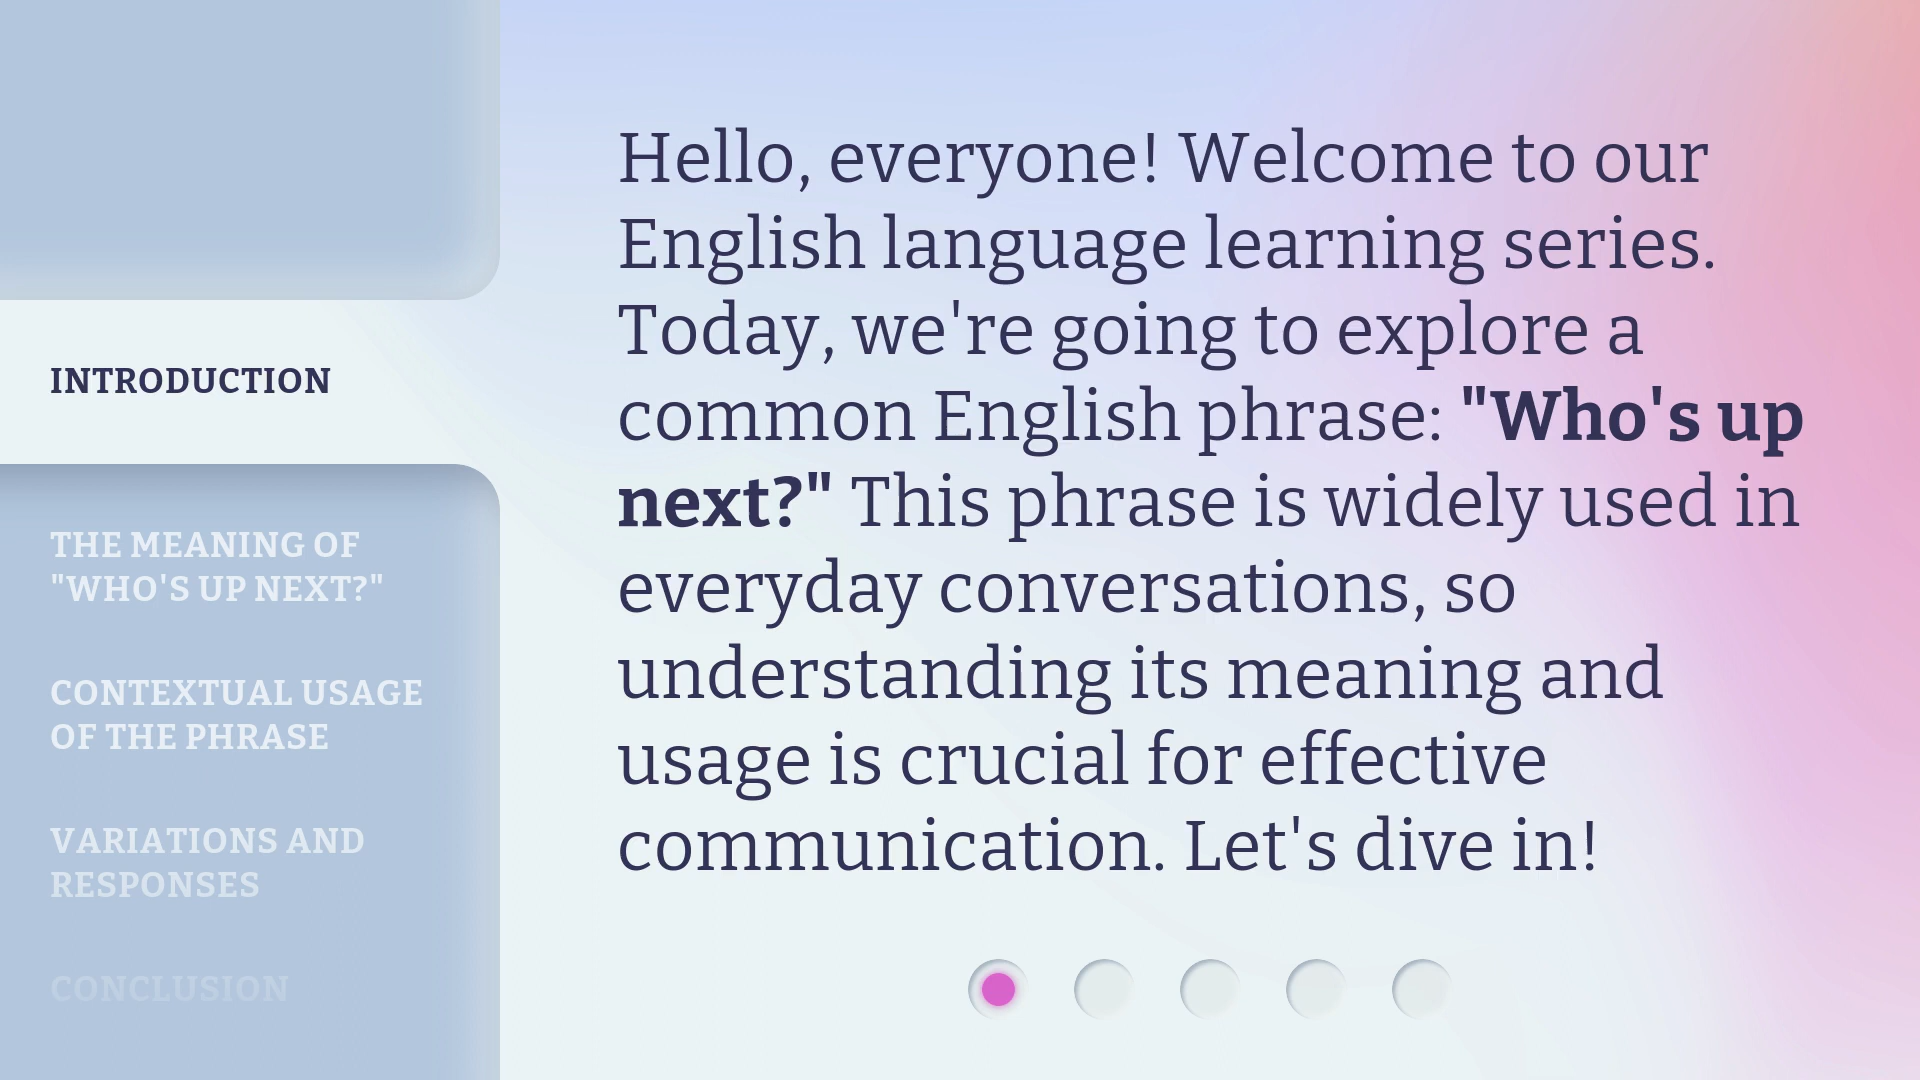 INTRODUCTION
THE MEANING OF
"WHO'S UP NEXT?"
CONTEXTUAL USAGE
OF THE PHRASE
VARIATIONS AND
RESPONSES
CONCLUSION
Hello, everyone! Welcome to our
English language learning series.
Today, we're going to explore a
common English phrase: "Who's up
next?" This phrase is widely used in
everyday conversations, so
understanding its meaning and
usage is crucial for effective
communication. Let's dive in!